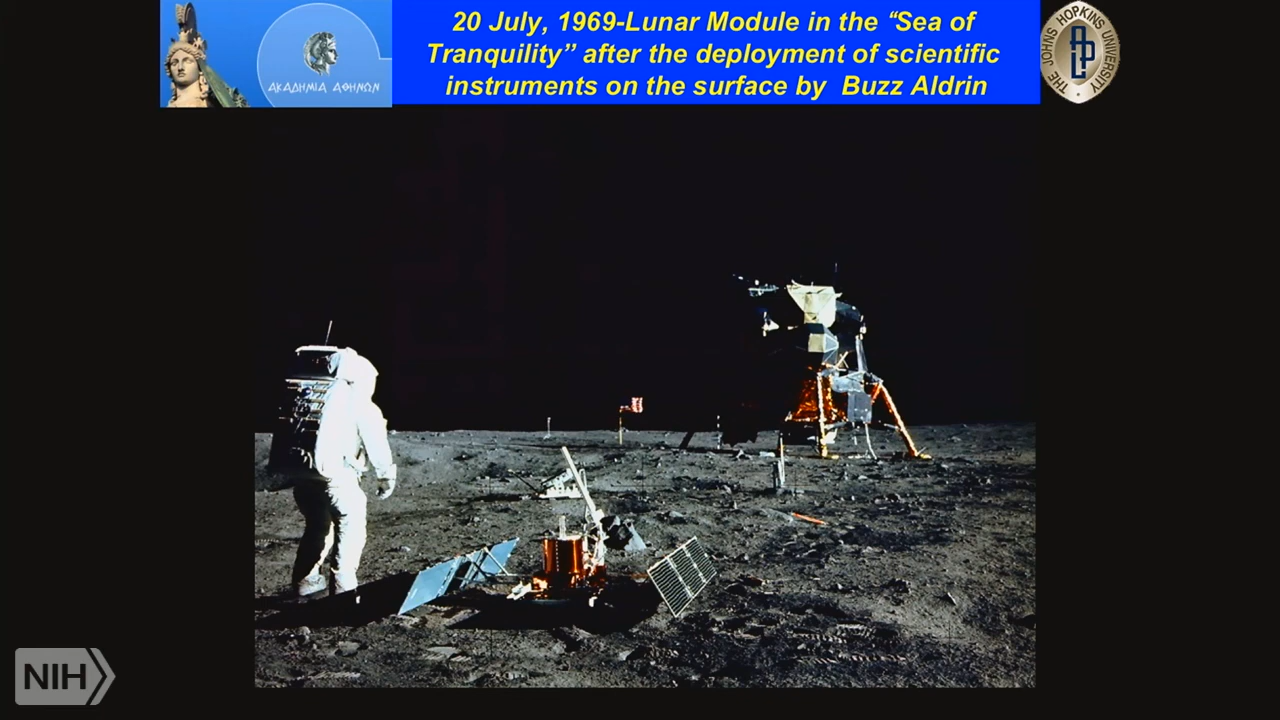 20 July, 1969-Lunar Module in the “Sea of
Tranquility” after the deployment of scientific
instruments on the surface by Buzz Aldrin
ΑΚΑΔΗΜΙΑ ΑΘΗΝΩΝ
THE JOHNS HOPKINS UNIVERSITY
NIH